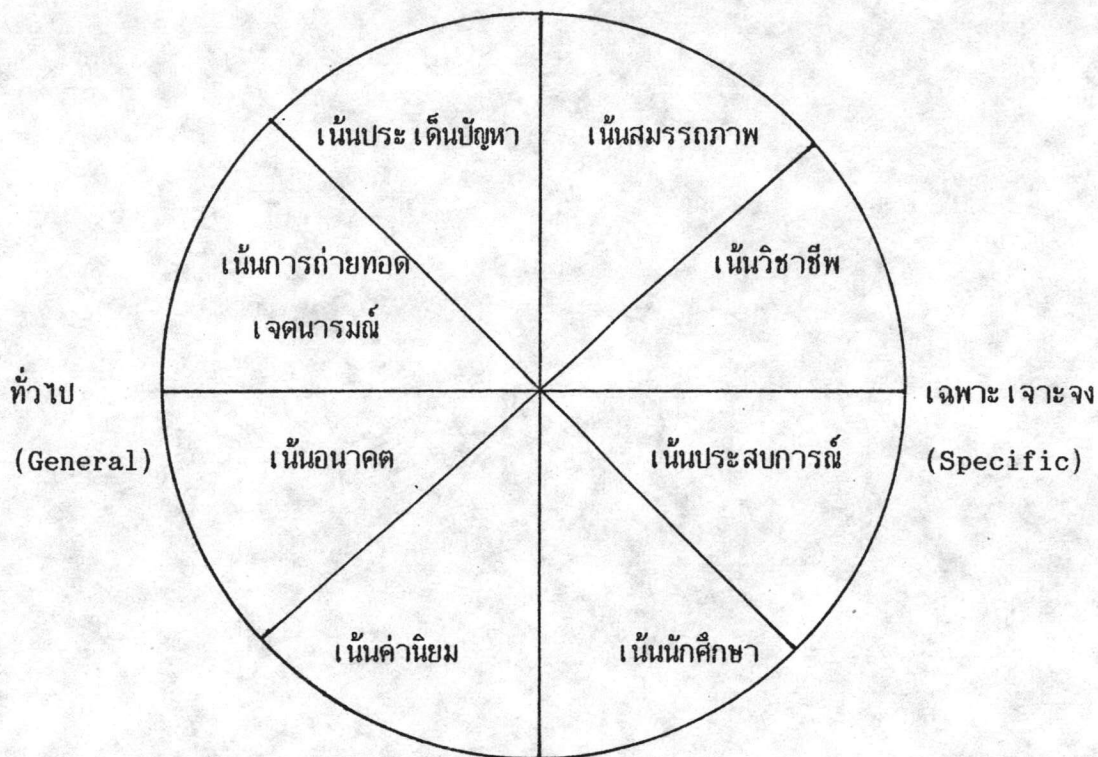 เน้นประเด็นปัญหา
เน้นสมรรถภาพ
เน้นการถ่ายทอด
เจตนารมณ์
เน้นวิชาชีพ
ทั่วไป
(General)
เฉพาะเจาะจง
(Specific)
เน้นอนาคต
เน้นประสบการณ์
เน้นค่านิยม
เน้นนักศึกษา